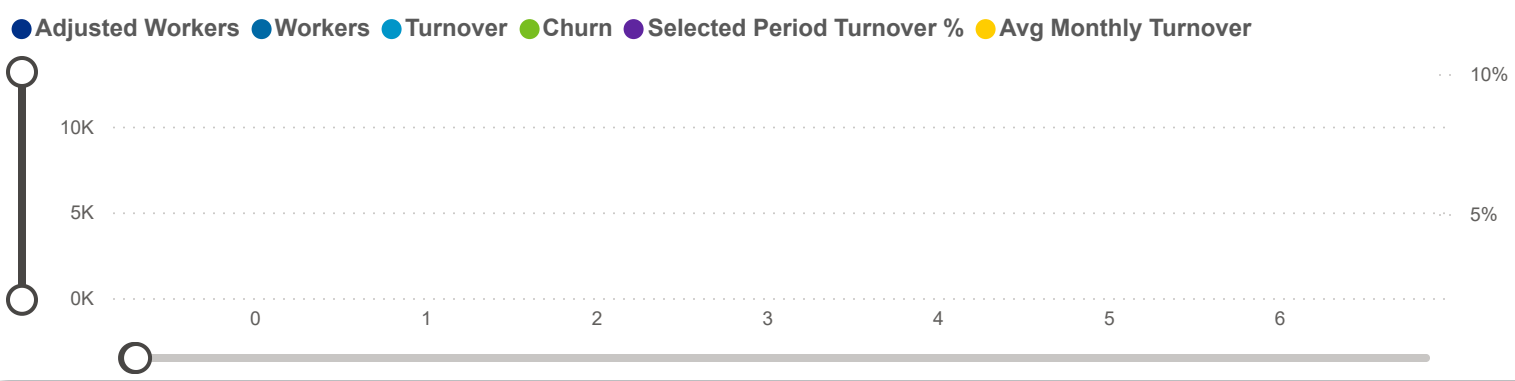 Adjusted Workers Workers Turnover Churn Selected Period Turnover % Avg Monthly Turnover
10%
10K
5K 5%
0K
0 1 2 3 4 5 6